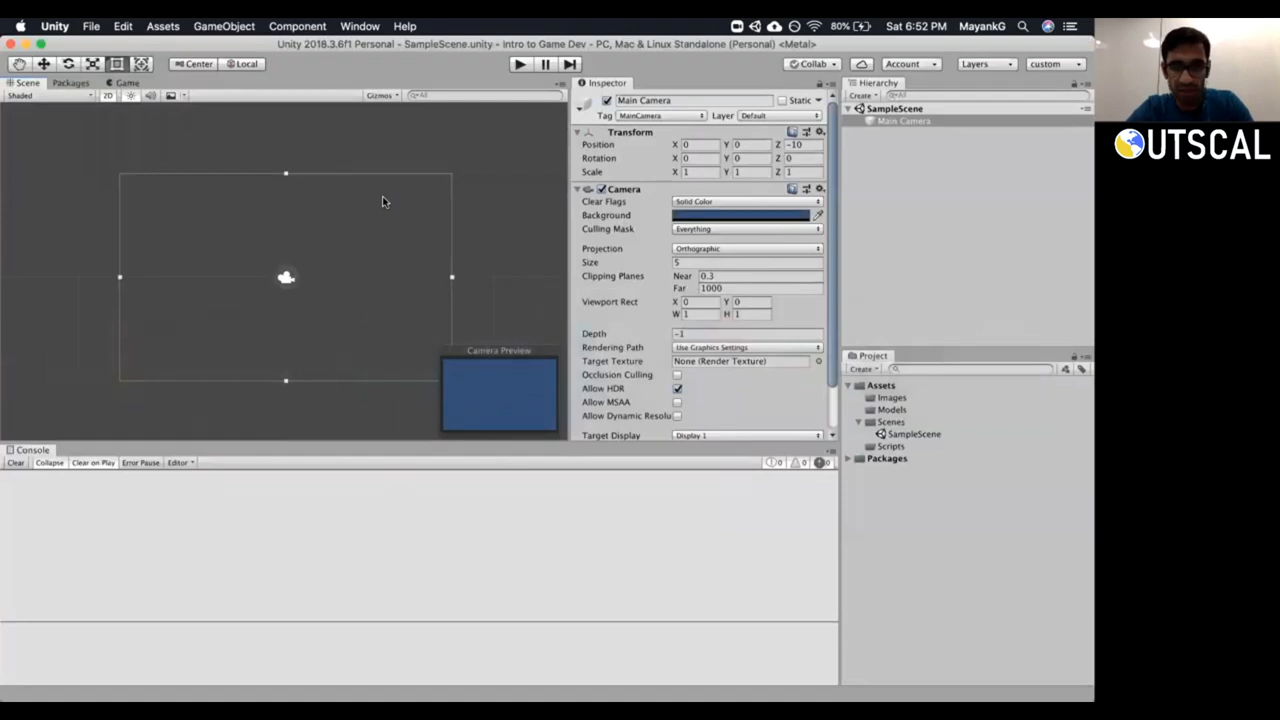 Unity File Edit Assets GameObject Component Window Help 80% Sat 6:52 PM MayankG
Unity 2018.3.6f1 Personal - SampleScene.unity - Intro to Game Dev - PC, Mac & Linux Standalone (Personal) <Metal>
Center Local Collab Account Layers custom
Scene Packages Game
Shaded 2D Gizmos All
Camera Preview
Inspector
Main Camera Static
Tag MainCamera Layer Default
Transform
Position X 0 Y 0 Z -10
Rotation X 0 Y 0 Z 0
Scale X 1 Y 1 Z 1
Camera
Clear Flags Solid Color
Background
Culling Mask Everything
Projection Orthographic
Size 5
Clipping Planes Near 0.3
Far 1000
Viewport Rect X 0 Y 0
W 1 H 1
Depth -1
Rendering Path Use Graphics Settings
Target Texture None (Render Texture)
Occlusion Culling
Allow HDR
Allow MSAA
Allow Dynamic Resolu
Target Display Display 1
Hierarchy
Create All
SampleScene
Main Camera
Project
Create
Assets
Images
Models
Scenes
SampleScene
Scripts
Packages
Console
Clear Collapse Clear on Play Error Pause Editor 0 0 0
OUTSCAL